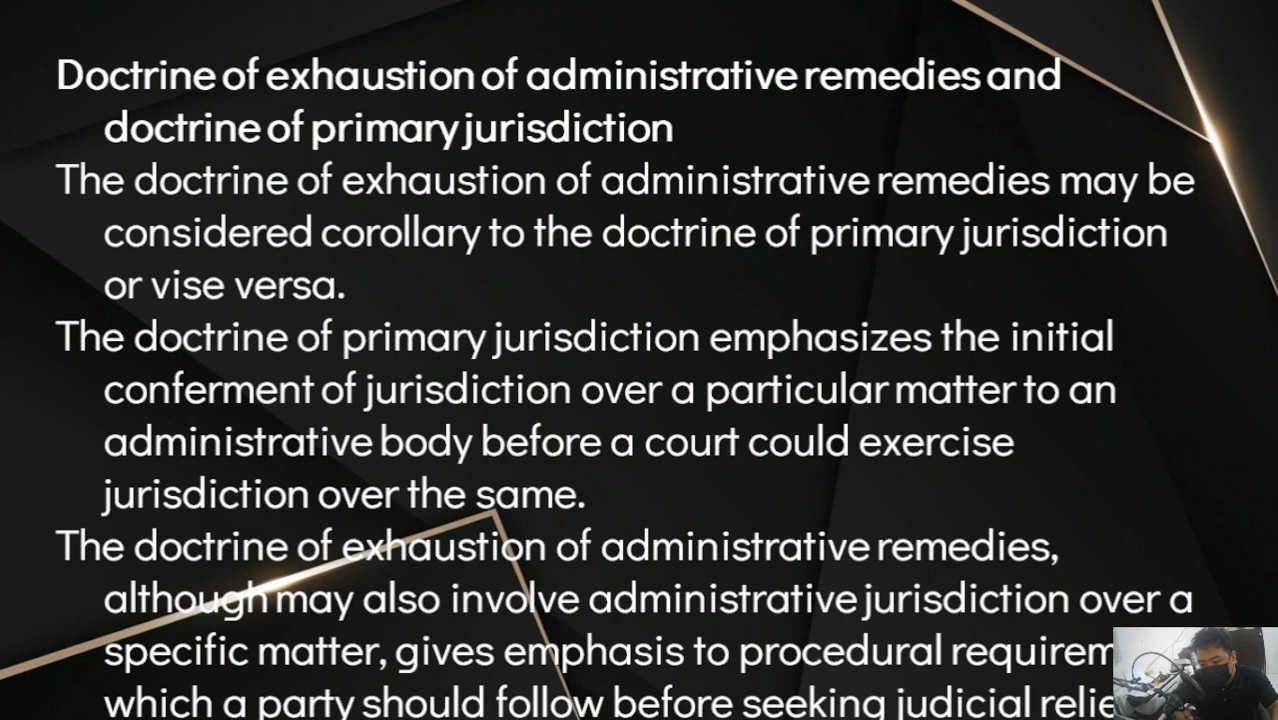 Doctrine of exhaustion of administrative remedies and
doctrine of primary jurisdiction
The doctrine of exhaustion of administrative remedies may be
considered corollary to the doctrine of primary jurisdiction
or vise versa.
The doctrine of primary jurisdiction emphasizes the initial
conferment of jurisdiction over a particular matter to an
administrative body before a court could exercise
jurisdiction over the same.
The doctrine of exhaustion of administrative remedies,
although may also involve administrative jurisdiction over a
specific matter, gives emphasis to procedural
which a party should follow before seeking judicial